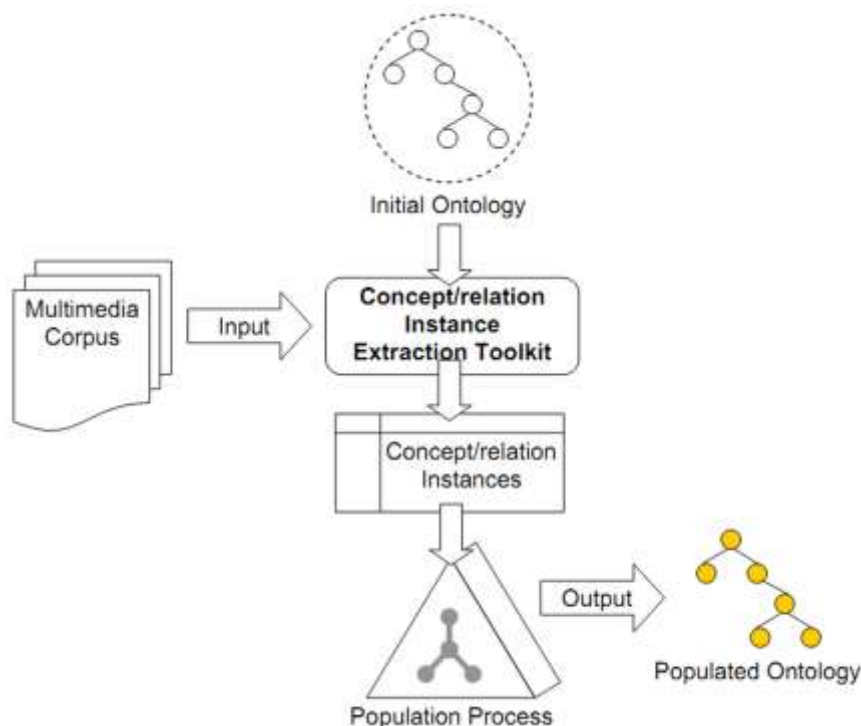 Initial Ontology
Multimedia
Corpus
Input
Concept/relation
Instance
Extraction Toolkit
Concept/relation
Instances
Output
Populated Ontology
Population Process